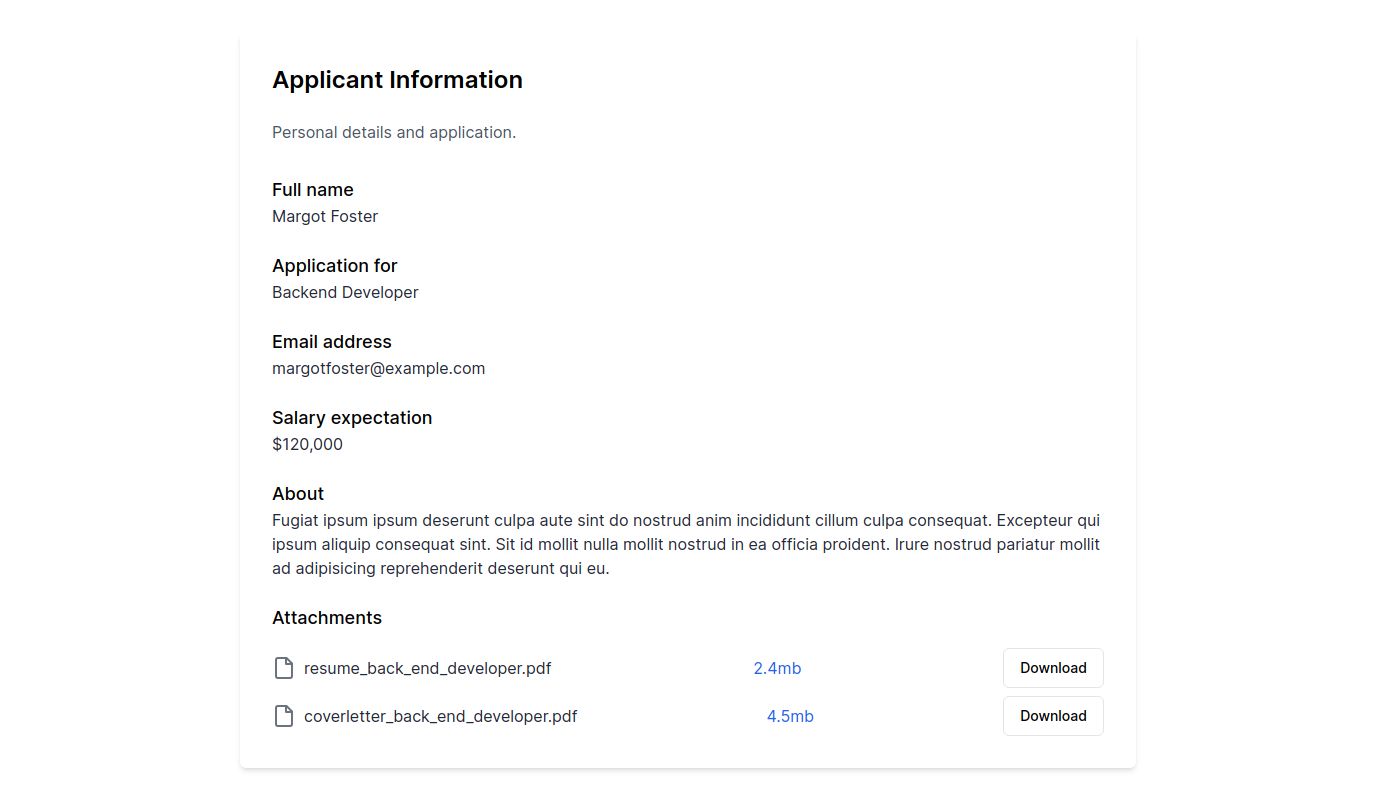 Applicant Information
Personal details and application.
Full name
Margot Foster
Application for
Backend Developer
Email address
margotfoster@example.com
Salary expectation
$120,000
About
Fugiat ipsum ipsum deserunt culpa aute sint do nostrud anim incididunt cillum culpa consequat. Excepteur qui
ipsum aliquip consequat sint. Sit id mollit nulla mollit nostrud in ea officia proident. Irure nostrud pariatur mollit
ad adipisicing reprehenderit deserunt qui eu.
Attachments
resume_back_end_developer.pdf 2.4mb Download
coverletter_back_end_developer.pdf 4.5mb Download